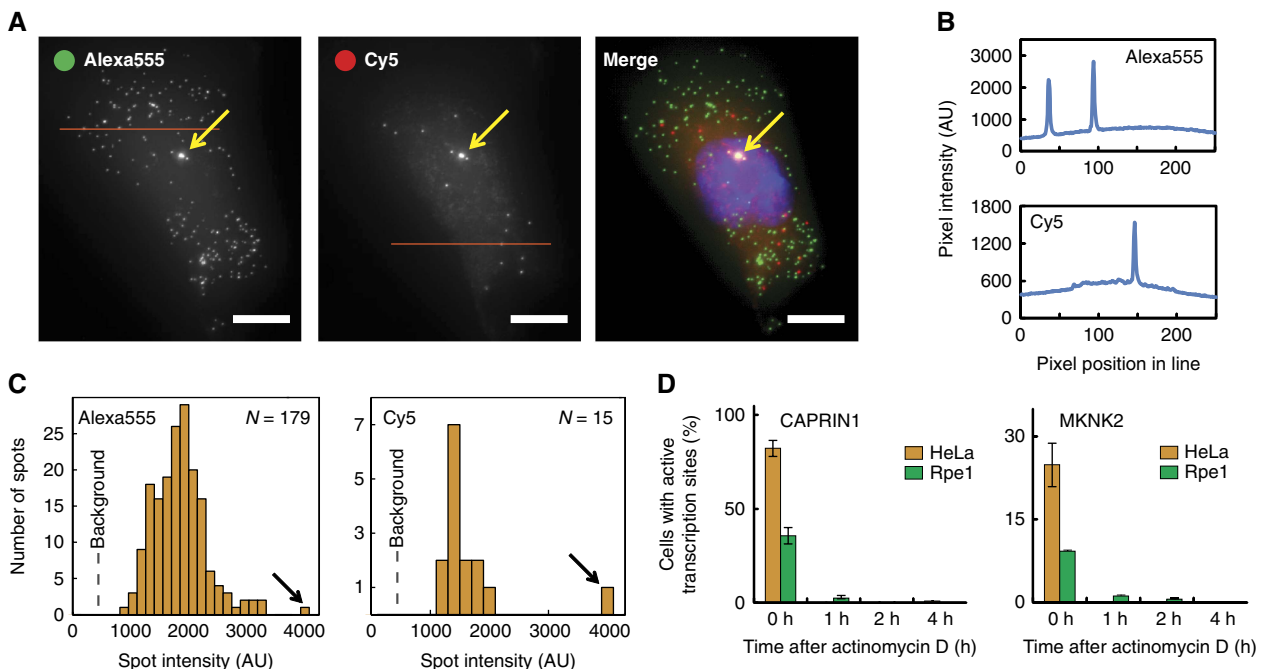 A
Alexa555
Cy5
Merge
B
Pixel intensity (AU)
3000
2000
1000
0
Alexa555
0 100 200
1800
1200
600
0
Cy5
0 100 200
Pixel position in line
C
Number of spots
25
20
15
10
5
0
Alexa555
N = 179
Background
0 1000 2000 3000 4000
Spot intensity (AU)
7
5
3
1
Cy5
N = 15
Background
0 1000 2000 3000 4000
Spot intensity (AU)
D
Cells with active
transcription sites (%)
100
50
0
CAPRIN1
HeLa
Rpe1
0 h 1 h 2 h 4 h
Time after actinomycin D (h)
30
15
0
MKNK2
HeLa
Rpe1
0 h 1 h 2 h 4 h
Time after actinomycin D (h)